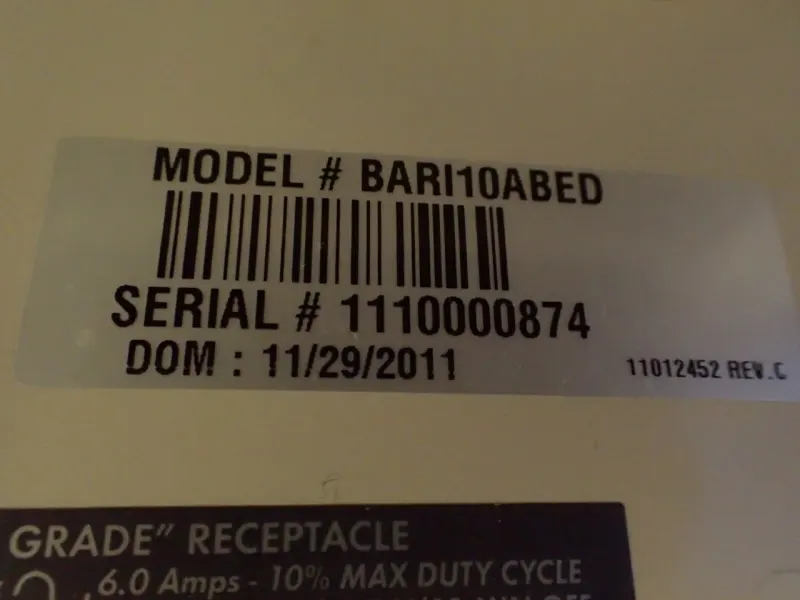 MODEL # BARI10ABED
SERIAL # 1110000874
DOM : 11/29/2011
11012452 REV.C
GRADE” RECEPTACLE
6.0 Amps - 10% MAX DUTY CYCLE